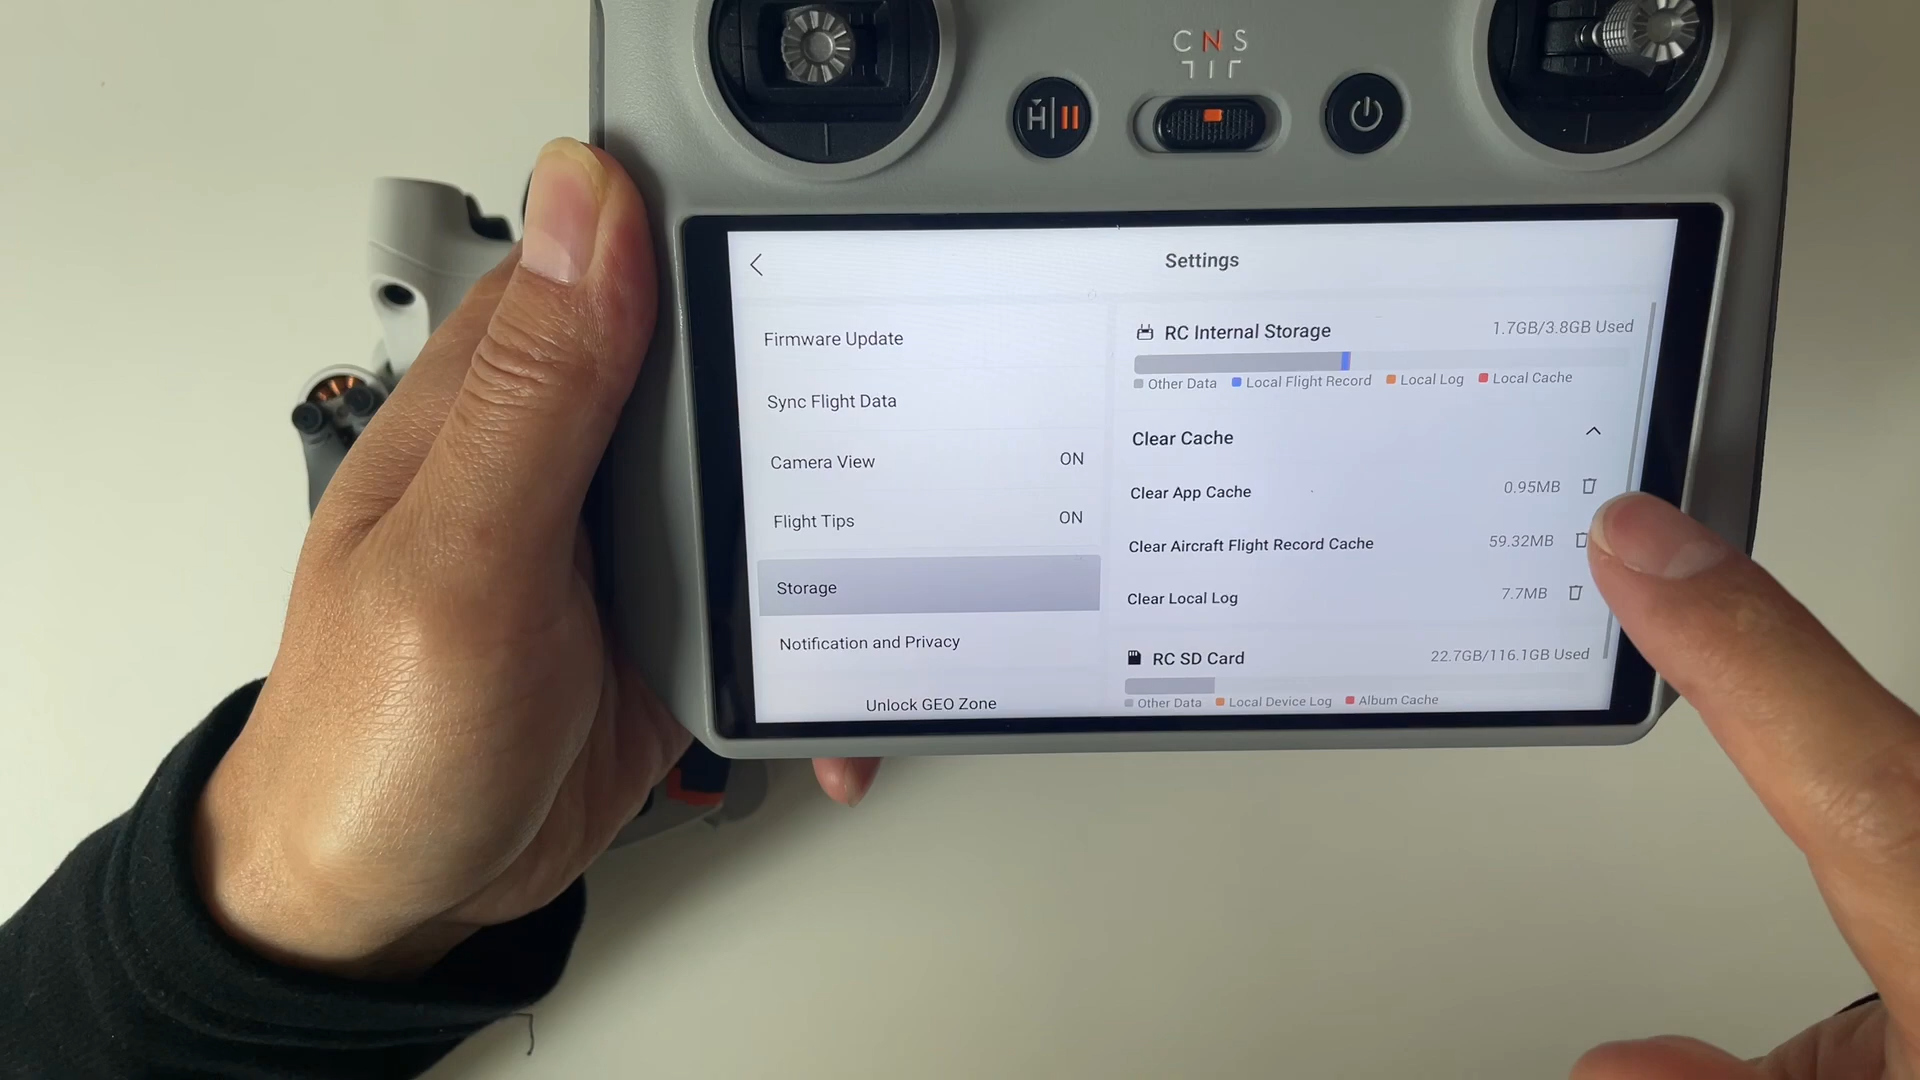 C N S
H
Settings
Firmware Update
Sync Flight Data
Camera View ON
Flight Tips ON
Storage
Notification and Privacy
Unlock GEO Zone
RC Internal Storage 1.7GB/3.8GB Used
Other Data Local Flight Record Local Log Local Cache
Clear Cache
Clear App Cache 0.95MB
Clear Aircraft Flight Record Cache 59.32MB
Clear Local Log 7.7MB
RC SD Card 22.7GB/116.1GB Used
Other Data Local Device Log Album Cache